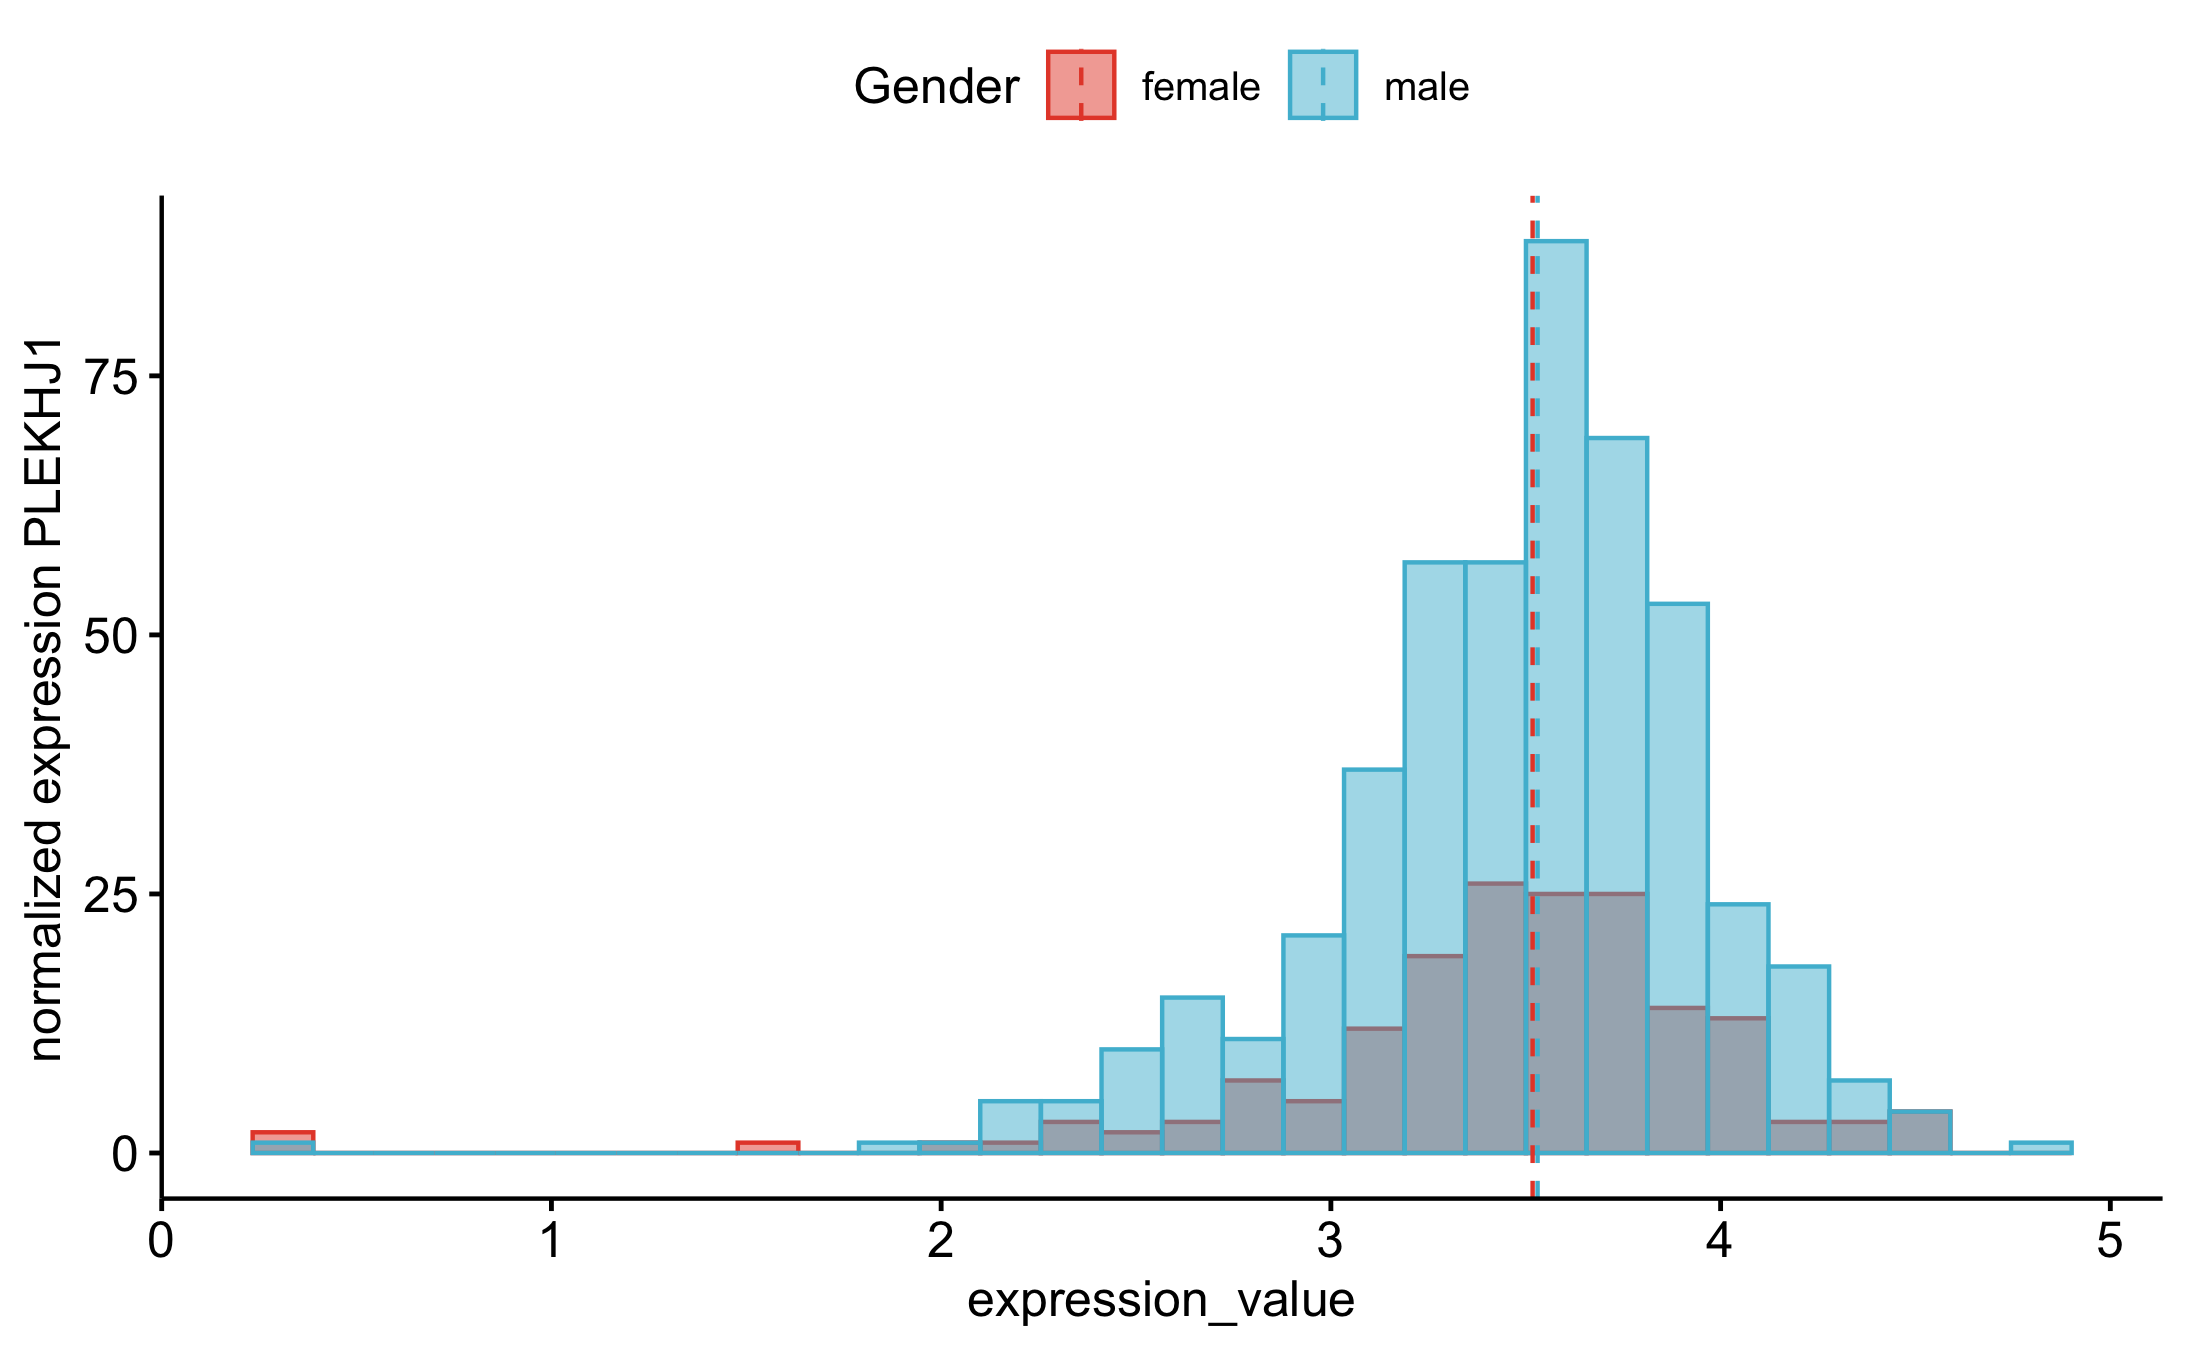 Gender female male
normalized expression PLEKHJ1
75
50
25
0
0 1 2 3 4 5
expression_value